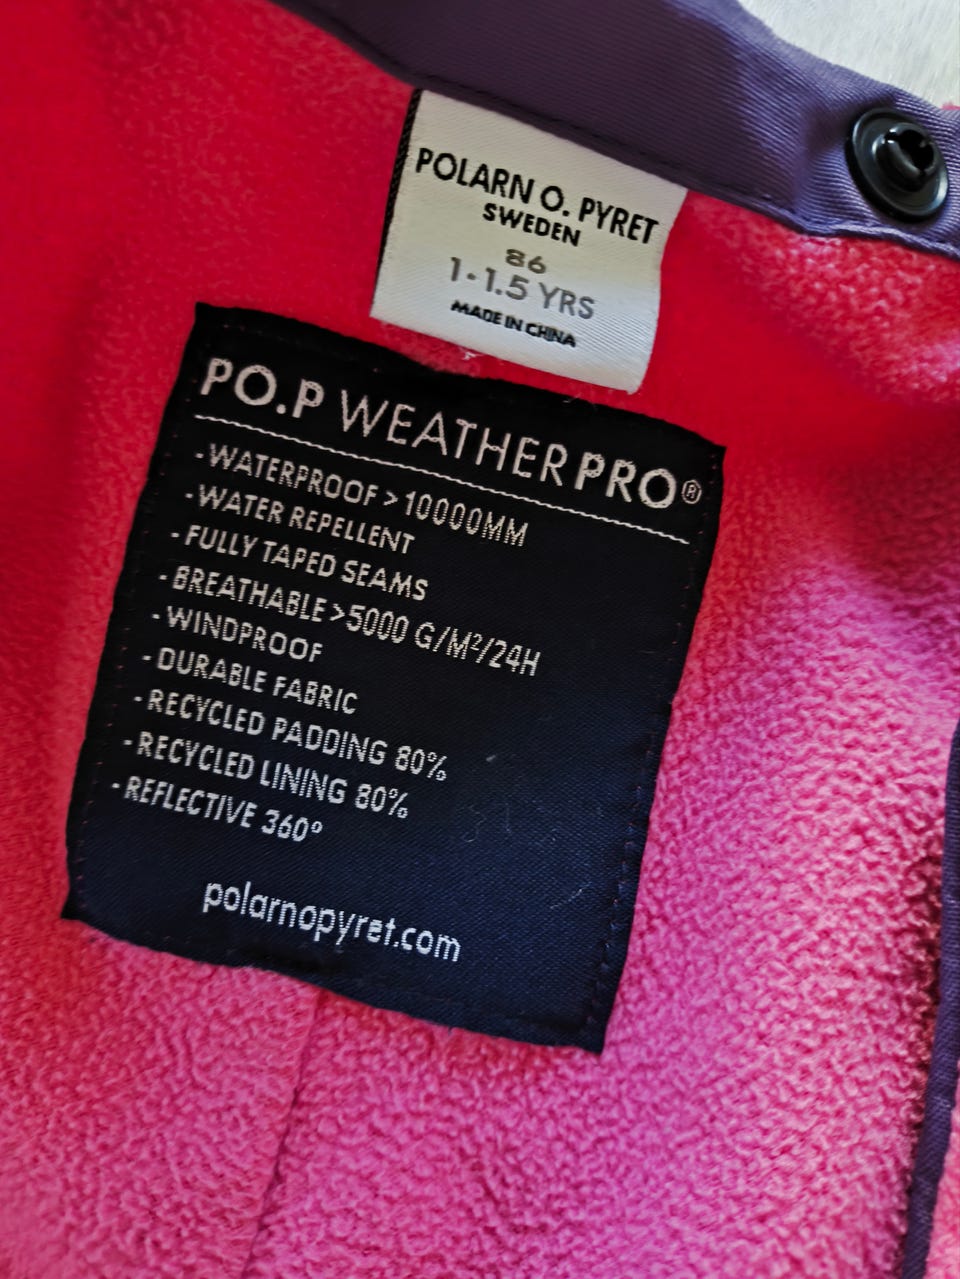 POLARN O. PYRET
SWEDEN
86
1-1.5 YRS
MADE IN CHINA
PO.P WEATHER PRO®
-WATERPROOF >10000MM
-WATER REPELLENT
-FULLY TAPED SEAMS
-BREATHABLE >5000 G/M²/24H
-WINDPROOF
-DURABLE FABRIC
-RECYCLED PADDING 80%
-RECYCLED LINING 80%
-REFLECTIVE 360°
polarnopyret.com